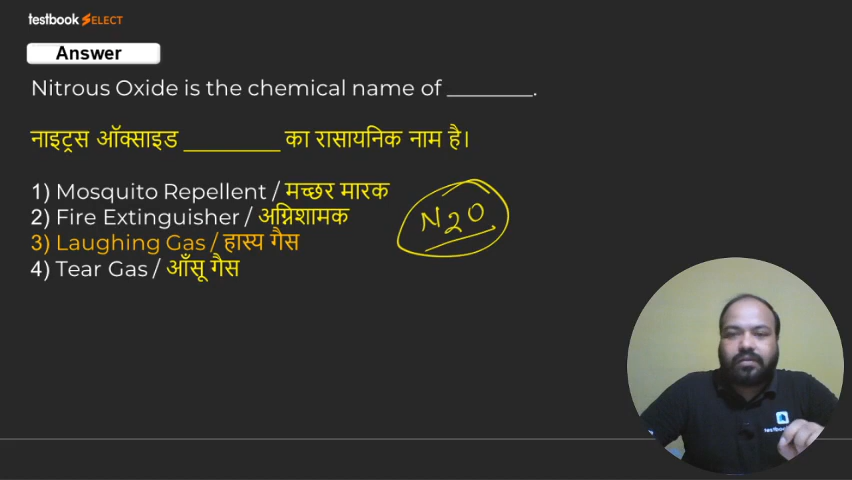 testbook SELECT
Answer
Nitrous Oxide is the chemical name of ________.
नाइट्रस ऑक्साइड _________ का रासायनिक नाम है।
1) Mosquito Repellent / मच्छर मारक
2) Fire Extinguisher / अग्निशामक
3) Laughing Gas / हास्य गैस
4) Tear Gas / आँसू गैस
N2O